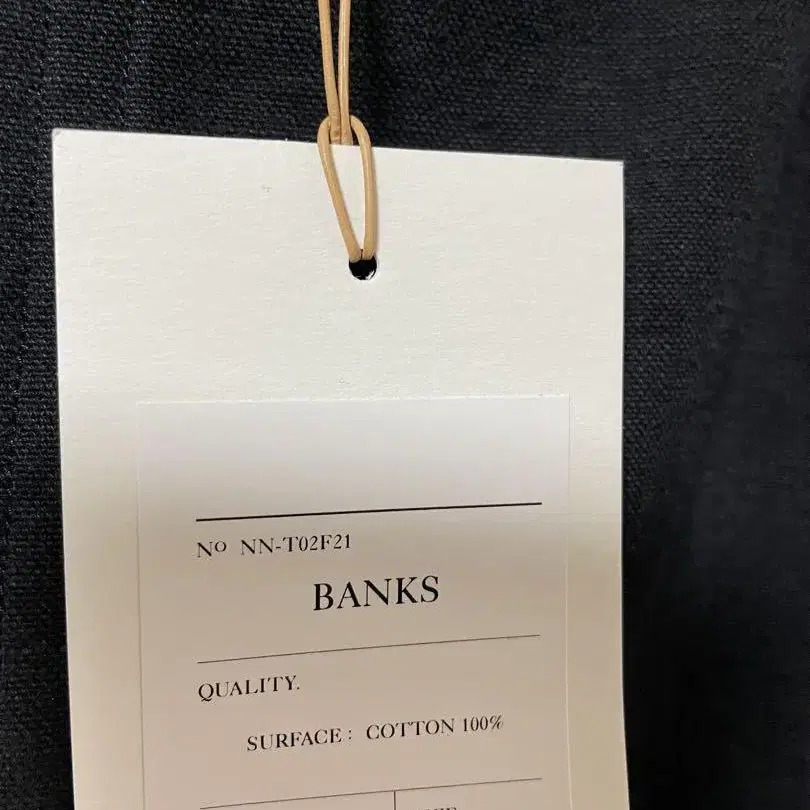 Nº NN-T02F21
BANKS
QUALITY.
SURFACE : COTTON 100%